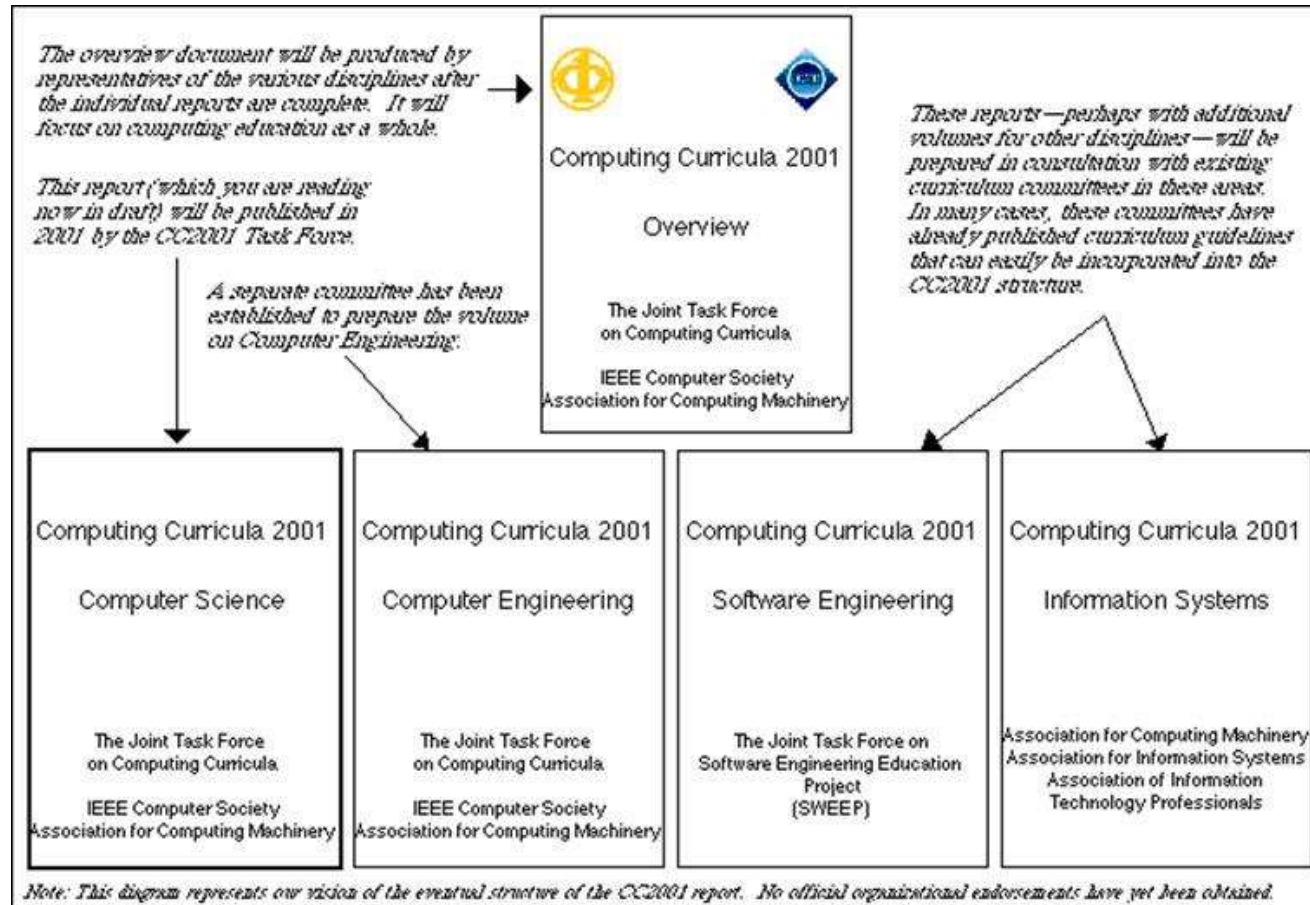 The overview document will be produced by
representatives of the various disciplines after
the individual reports are complete. It will
focus on computing education as a whole.
This report (which you are reading
now in draft) will be published in
2001 by the CC2001 Task Force.
A separate committee has been
established to prepare the volume
on Computer Engineering.
Computing Curricula 2001
Overview
The Joint Task Force
on Computing Curricula
IEEE Computer Society
Association for Computing Machinery
These reports—perhaps with additional
volumes for other disciplines—will be
prepared in consultation with existing
curriculum committees in these areas.
In many cases, these committees have
already published curriculum guidelines
that can easily be incorporated into the
CC2001 structure.
Computing Curricula 2001
Computer Science
The Joint Task Force
on Computing Curricula
IEEE Computer Society
Association for Computing Machinery
Computing Curricula 2001
Computer Engineering
The Joint Task Force
on Computing Curricula
IEEE Computer Society
Association for Computing Machinery
Computing Curricula 2001
Software Engineering
The Joint Task Force on
Software Engineering Education
Project
(SWEEP)
Computing Curricula 2001
Information Systems
Association for Computing Machinery
Association for Information Systems
Association of Information
Technology Professionals
Note: This diagram represents our vision of the eventual structure of the CC2001 report. No official organizational endorsements have yet been obtained.